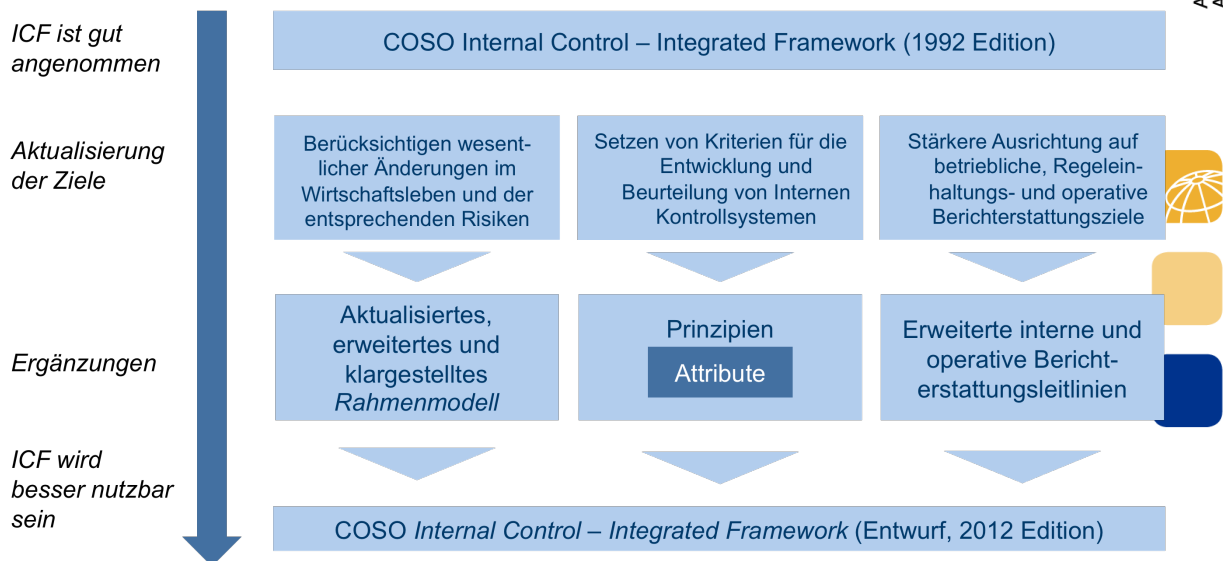 ICF ist gut
angenommen
COSO Internal Control – Integrated Framework (1992 Edition)
Aktualisierung
der Ziele
Berücksichtigen wesent-
licher Änderungen im
Wirtschaftsleben und der
entsprechenden Risiken
Setzen von Kriterien für die
Entwicklung und
Beurteilung von Internen
Kontrollsystemen
Stärkere Ausrichtung auf
betriebliche, Regelein-
haltungs- und operative
Berichterstattungsziele
Ergänzungen
Aktualisiertes,
erweitertes und
klargestelltes
Rahmenmodell
Prinzipien
Attribute
Erweiterte interne und
operative Bericht-
erstattungsleitlinien
ICF wird
besser nutzbar
sein
COSO Internal Control – Integrated Framework (Entwurf, 2012 Edition)